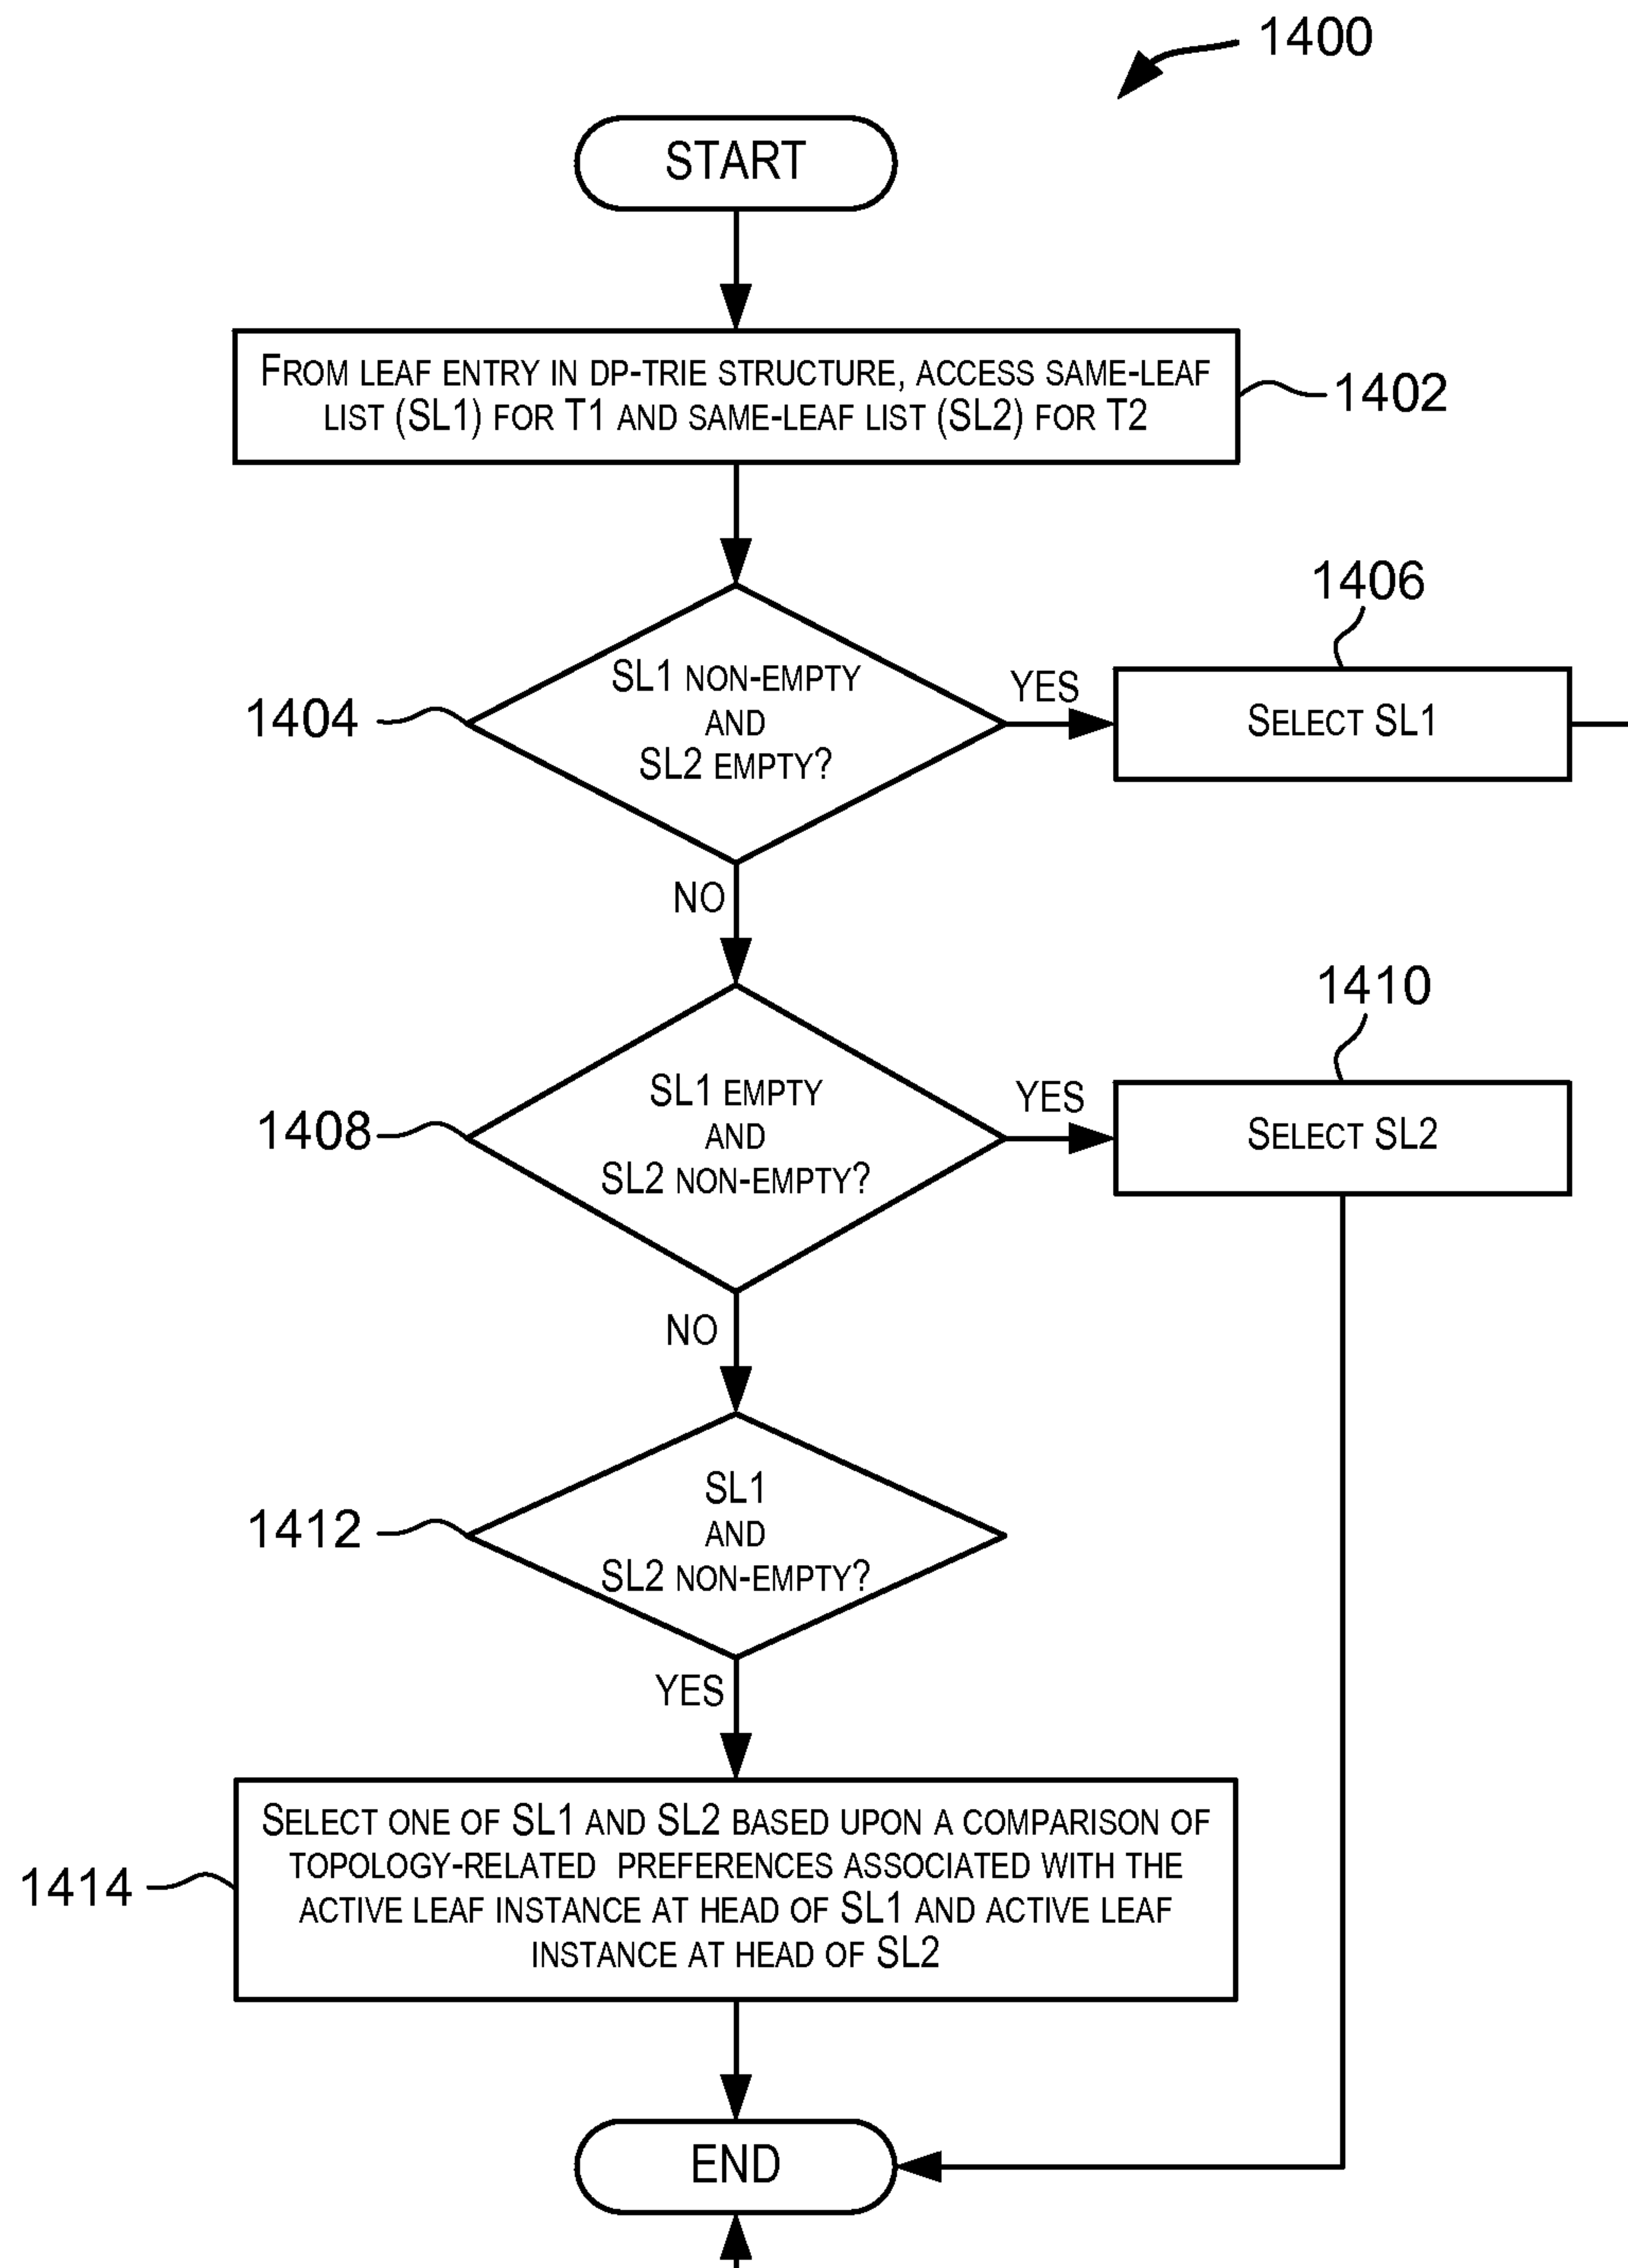 1400
START
From leaf entry in dp-trie structure, access same-leaf
list (SL1) for T1 and same-leaf list (SL2) for T2
1402
1406
SL1 non-empty
and
SL2 empty?
1404
YES
Select SL1
NO
1410
SL1 empty
and
SL2 non-empty?
1408
YES
Select SL2
NO
SL1
and
SL2 non-empty?
1412
YES
Select one of SL1 and SL2 based upon a comparison of
topology-related preferences associated with the
active leaf instance at head of SL1 and active leaf
instance at head of SL2
1414
END